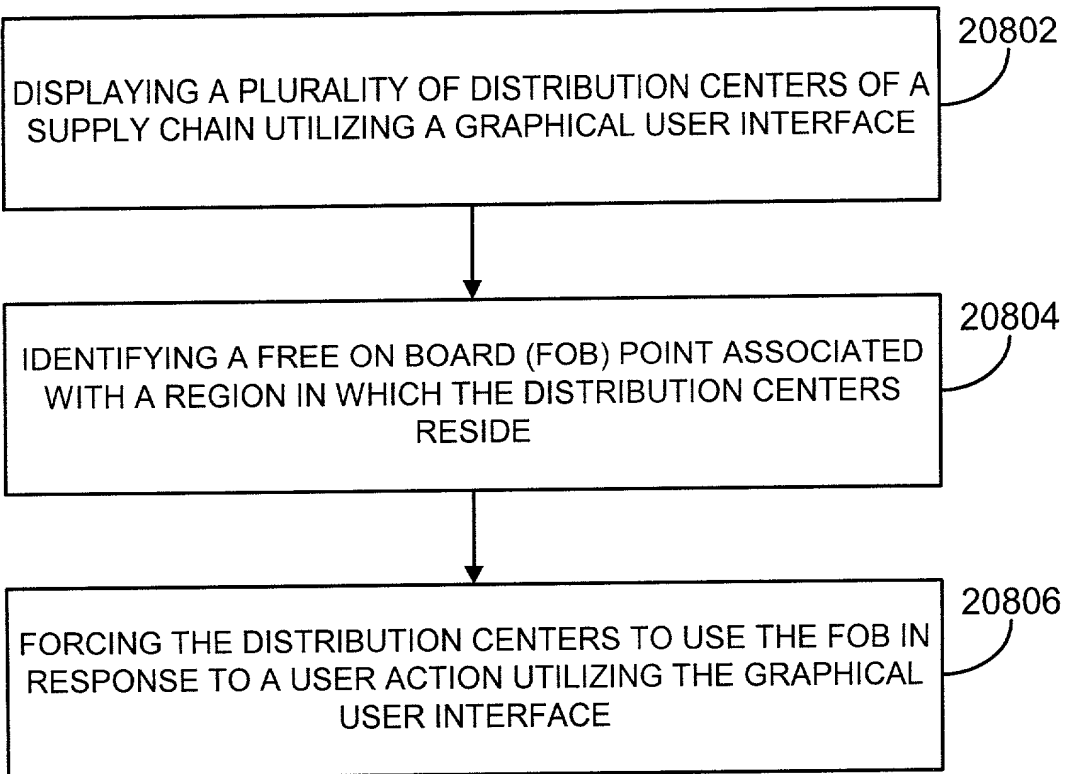 20802
DISPLAYING A PLURALITY OF DISTRIBUTION CENTERS OF A
SUPPLY CHAIN UTILIZING A GRAPHICAL USER INTERFACE
20804
IDENTIFYING A FREE ON BOARD (FOB) POINT ASSOCIATED
WITH A REGION IN WHICH THE DISTRIBUTION CENTERS
RESIDE
20806
FORCING THE DISTRIBUTION CENTERS TO USE THE FOB IN
RESPONSE TO A USER ACTION UTILIZING THE GRAPHICAL
USER INTERFACE